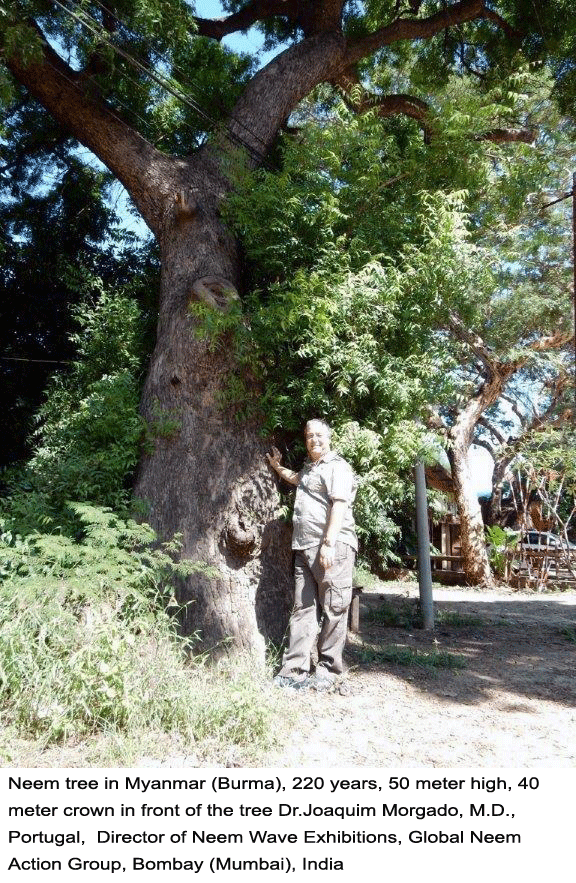 Neem tree in Myanmar (Burma), 220 years, 50 meter high, 40
meter crown in front of the tree Dr.Joaquim Morgado, M.D.,
Portugal,  Director of Neem Wave Exhibitions, Global Neem
Action Group, Bombay (Mumbai), India